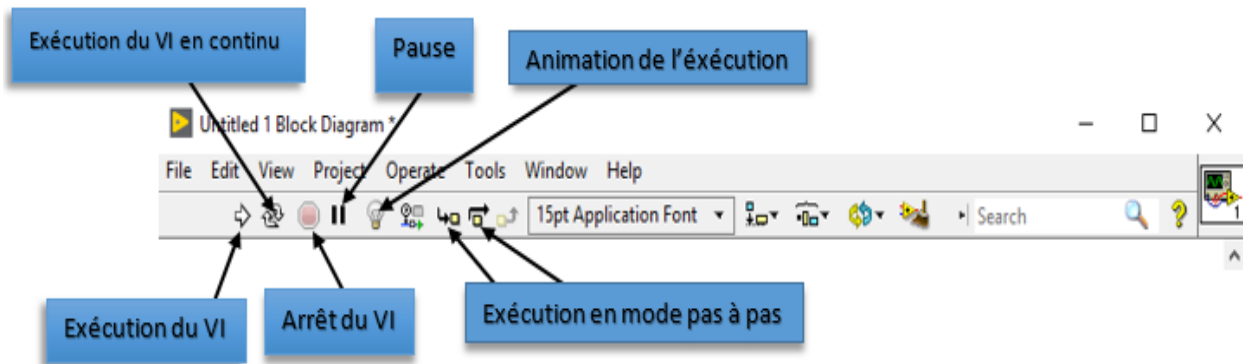 Exécution du VI en continu
Pause
Animation de l'éxécution
Untitled 1 Block Diagram *
File Edit View Project Operate Tools Window Help
15pt Application Font
Search
1
Exécution du VI
Arrêt du VI
Exécution en mode pas à pas